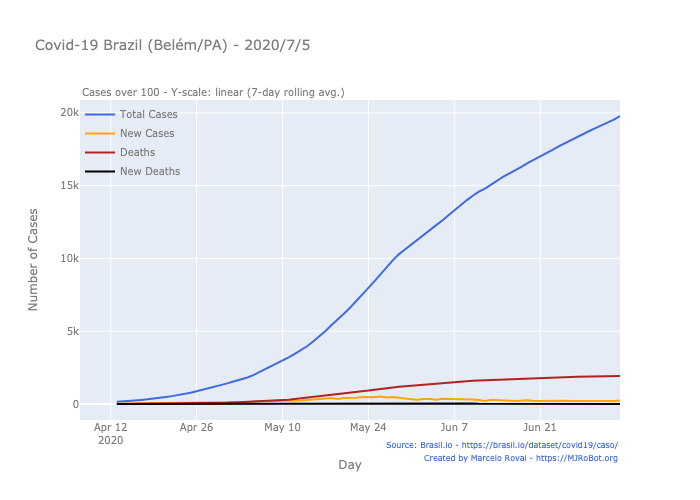 Covid-19 Brazil (Belém/PA) - 2020/7/5
Cases over 100 - Y-scale: linear (7-day rolling avg.)
Total Cases
New Cases
Deaths
New Deaths
20k
15k
10k
5k
0
Number of Cases
Apr 12
2020
Apr 26
May 10
May 24
Jun 7
Jun 21
Day
Source: Brasil.io - https://brasil.io/dataset/covid19/caso/
Created by Marcelo Rovai - https://MJRoBot.org